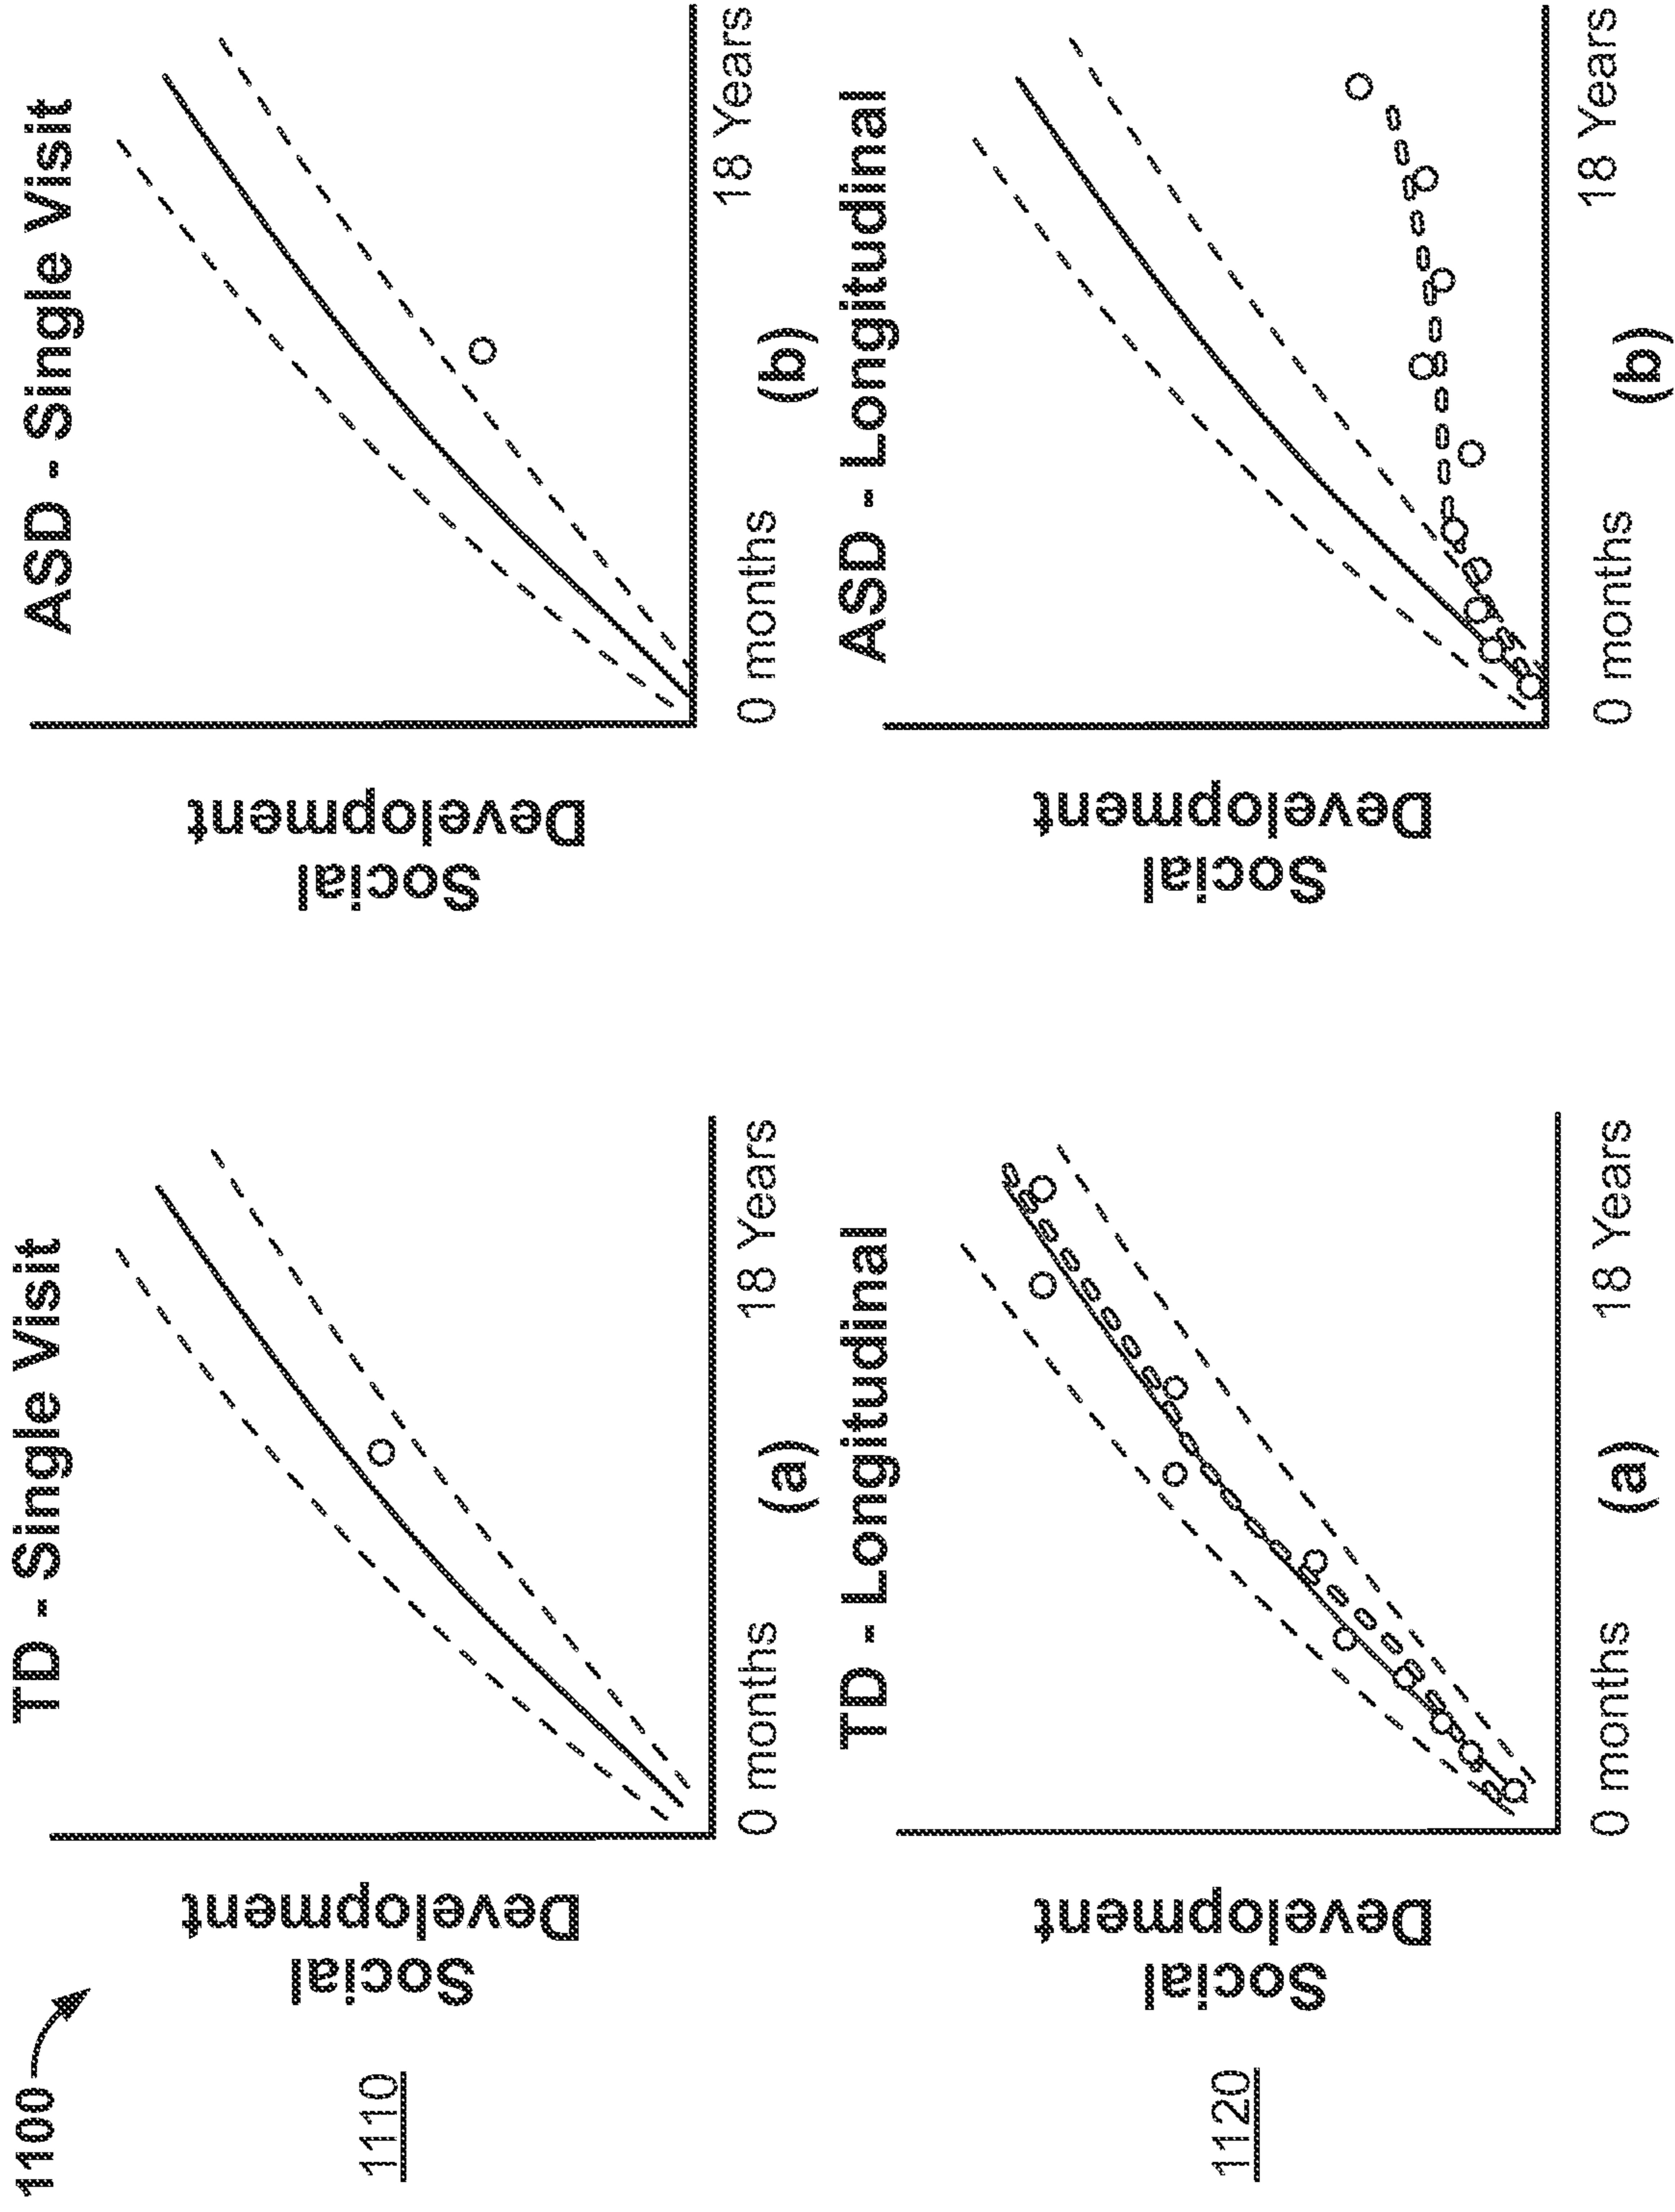 1100
1110
TD - Single Visit
Social
Development
0 months
18 Years
(a)
ASD - Single Visit
Social
Development
0 months
18 Years
(b)
1120
TD - Longitudinal
Social
Development
0 months
18 Years
(a)
ASD - Longitudinal
Social
Development
0 months
18 Years
(b)